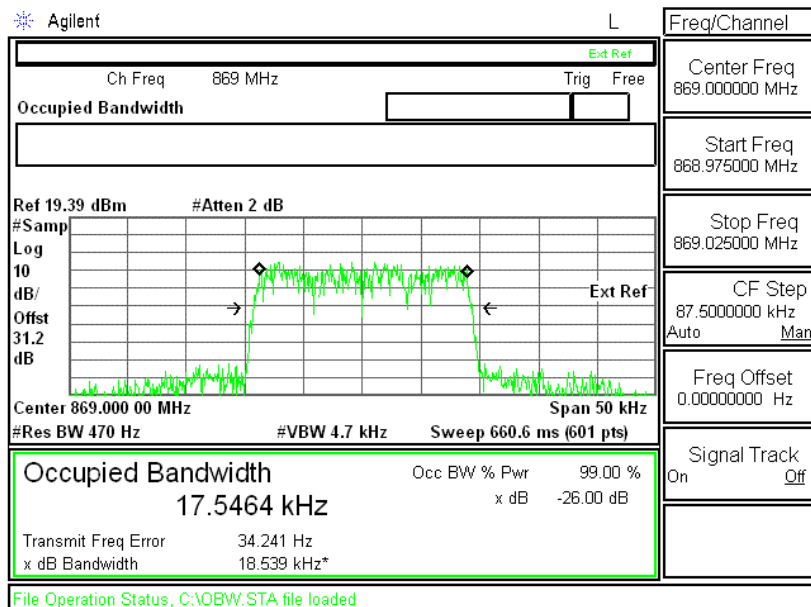 Agilent
L
Freq/Channel
Ext Ref
Ch Freq 869 MHz Trig Free
Occupied Bandwidth
Center Freq
869.000000 MHz
Start Freq
868.975000 MHz
Stop Freq
869.025000 MHz
CF Step
87.5000000 kHz
Auto Man
Freq Offset
0.00000000 Hz
Signal Track
On Off
Ref 19.39 dBm #Atten 2 dB
#Samp
Log
10
dB/
Offst
31.2
dB
Ext Ref
Center 869.000 00 MHz Span 50 kHz
#Res BW 470 Hz #VBW 4.7 kHz Sweep 660.6 ms (601 pts)
Occupied Bandwidth
17.5464 kHz
Occ BW % Pwr 99.00 %
x dB -26.00 dB
Transmit Freq Error 34.241 Hz
x dB Bandwidth 18.539 kHz*
File Operation Status, C:\OBW.STA file loaded